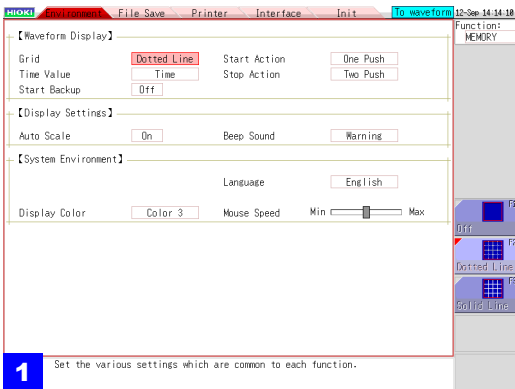 HIOKI Environment File Save Printer Interface Init To waveform 12-Sep 14:14:10
Function:
MEMORY
【Waveform Display】
Grid Dotted Line Start Action One Push
Time Value Time Stop Action Two Push
Start Backup Off
【Display Settings】
Auto Scale On Beep Sound Warning
【System Environment】
Language English
Display Color Color 3 Mouse Speed Min Max
Off
Dotted Line
Solid Line
1 Set the various settings which are common to each function.